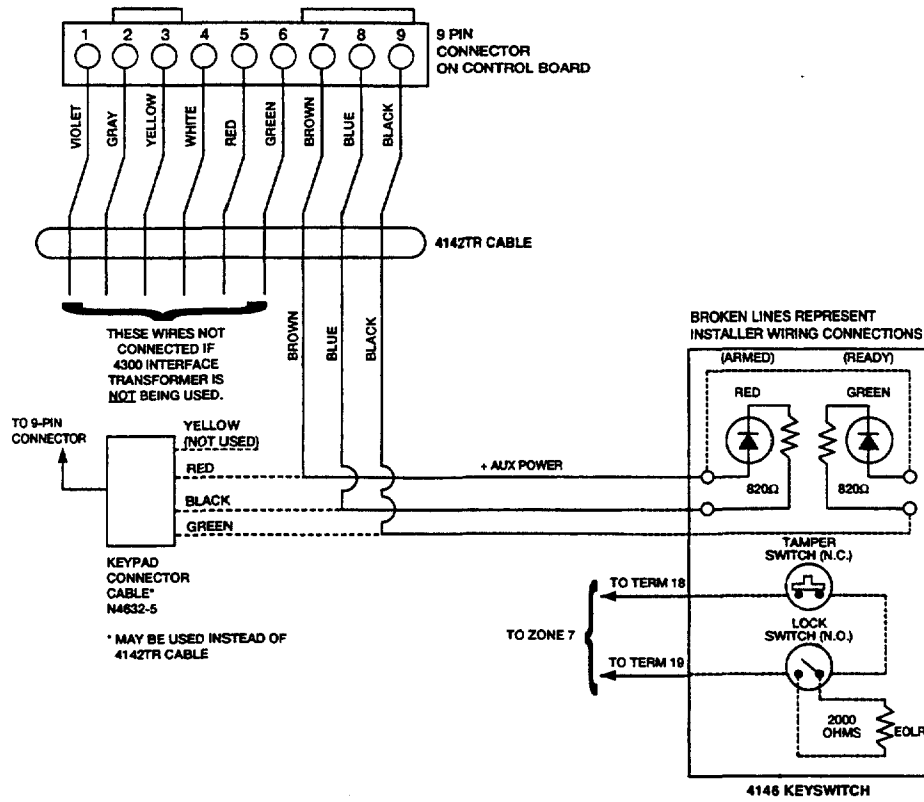 1 2 3 4 5 6 7 8 9
9 PIN
CONNECTOR
ON CONTROL BOARD
VIOLET
GRAY
YELLOW
WHITE
RED
GREEN
BROWN
BLUE
BLACK
4142TR CABLE
THESE WIRES NOT
CONNECTED IF
4300 INTERFACE
TRANSFORMER IS
NOT BEING USED.
BROWN
BLUE
BLACK
BROKEN LINES REPRESENT
INSTALLER WIRING CONNECTIONS
(ARMED) (READY)
RED GREEN
820Ω 820Ω
TO 9-PIN
CONNECTOR
YELLOW
(NOT USED)
RED
+ AUX POWER
BLACK
GREEN
KEYPAD
CONNECTOR
CABLE*
N4632-5
* MAY BE USED INSTEAD OF
4142TR CABLE
TAMPER
SWITCH (N.C.)
TO TERM 18
TO ZONE 7
LOCK
SWITCH (N.O.)
TO TERM 19
2000
OHMS
EOLR
4146 KEYSWITCH